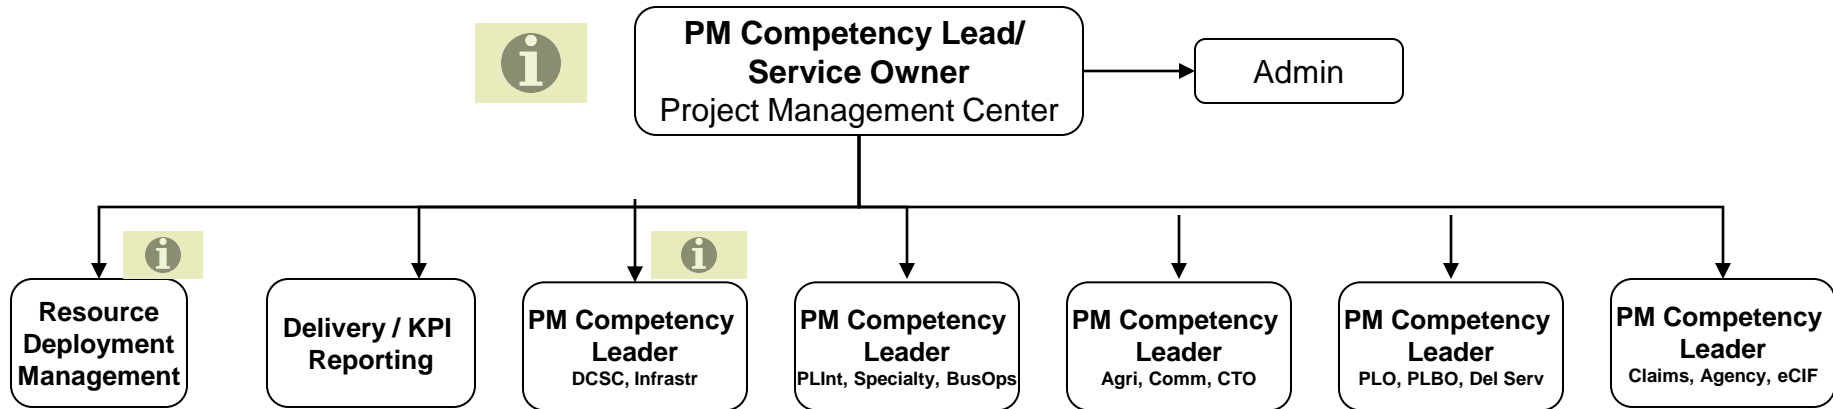 PM Competency Lead/
Service Owner
Project Management Center
Admin
Resource
Deployment
Management
Delivery / KPI
Reporting
PM Competency
Leader
DCSC, Infrastr
PM Competency
Leader
PLInt, Specialty, BusOps
PM Competency
Leader
Agri, Comm, CTO
PM Competency
Leader
PLO, PLBO, Del Serv
PM Competency
Leader
Claims, Agency, eCIF